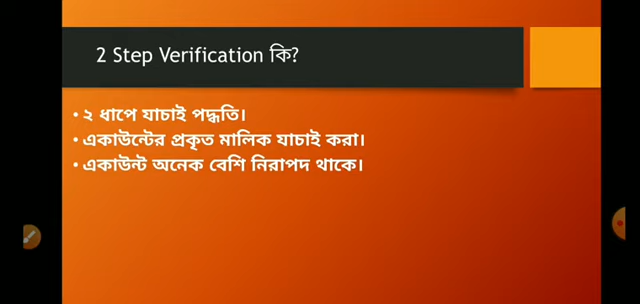 2 Step Verification কি?
• ২ ধাপে যাচাই পদ্ধতি।
• একাউন্টের প্রকৃত মালিক যাচাই করা।
• একাউন্ট অনেক বেশি নিরাপদ থাকে।